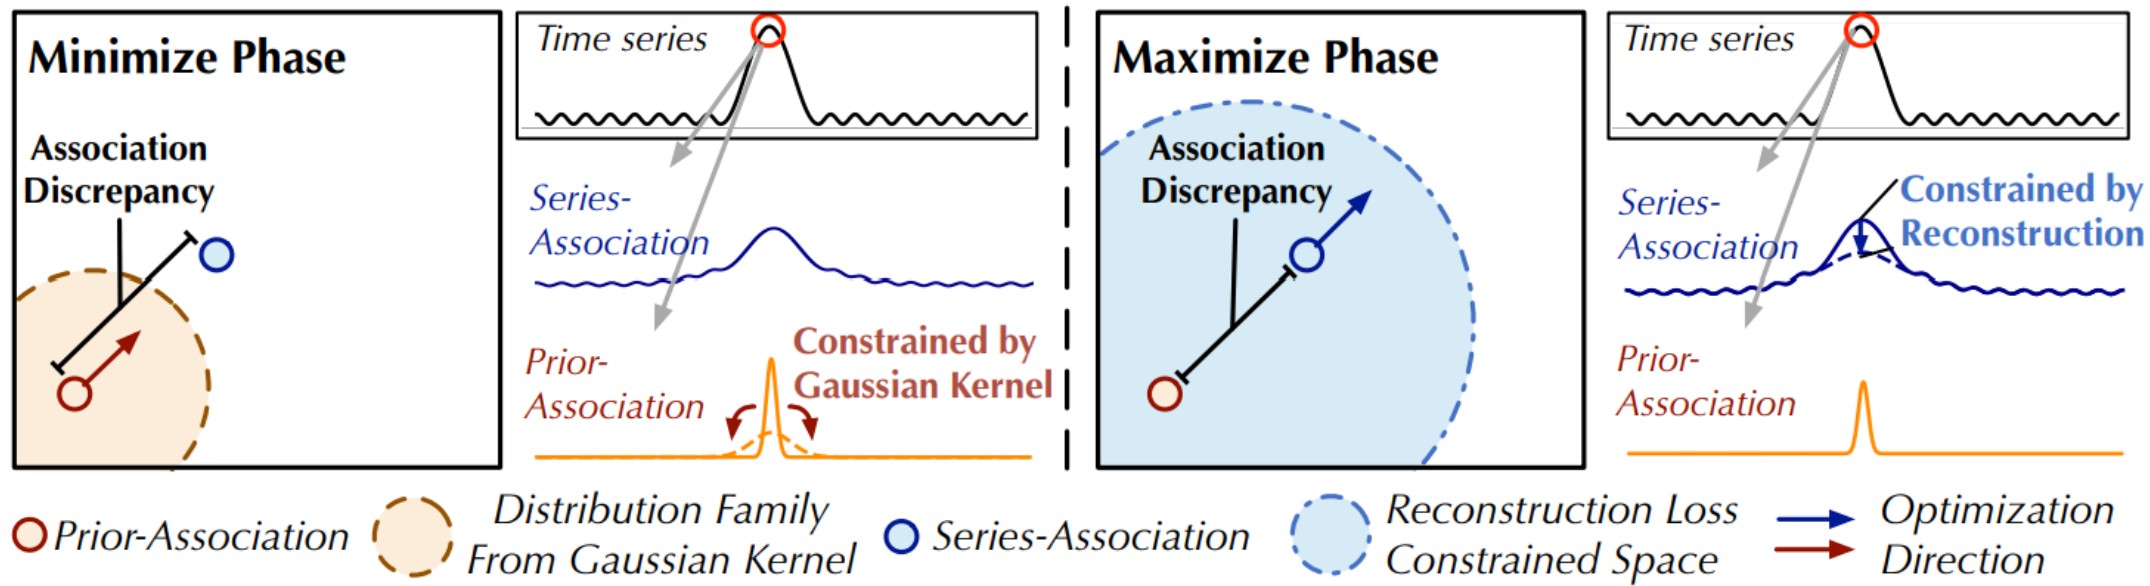 Minimize Phase
Association
Discrepancy
Time series
Series-
Association
Prior-
Association
Constrained by
Gaussian Kernel
Maximize Phase
Association
Discrepancy
Time series
Series-
Association
Constrained by
Reconstruction
Prior-
Association
Prior-Association
Distribution Family
From Gaussian Kernel
Series-Association
Reconstruction Loss
Constrained Space
Optimization
Direction